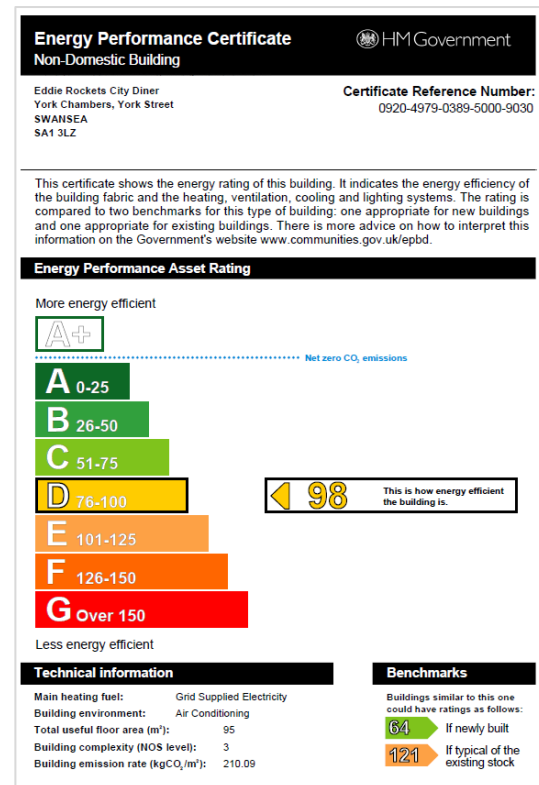 Energy Performance Certificate
Non-Domestic Building
HM Government
Eddie Rockets City Diner
York Chambers, York Street
SWANSEA
SA1 3LZ
Certificate Reference Number:
0920-4979-0389-5000-9030
This certificate shows the energy rating of this building. It indicates the energy efficiency of
the building fabric and the heating, ventilation, cooling and lighting systems. The rating is
compared to two benchmarks for this type of building: one appropriate for new buildings
and one appropriate for existing buildings. There is more advice on how to interpret this
information on the Government's website www.communities.gov.uk/epbd.
Energy Performance Asset Rating
More energy efficient
A+
Net zero CO₂ emissions
A 0-25
B 26-50
C 51-75
D 76-100
98 This is how energy efficient
the building is.
E 101-125
F 126-150
G Over 150
Less energy efficient
Technical information
Main heating fuel: Grid Supplied Electricity
Building environment: Air Conditioning
Total useful floor area (m²): 95
Building complexity (NOS level): 3
Building emission rate (kgCO₂/m²): 210.09
Benchmarks
Buildings similar to this one
could have ratings as follows:
64 If newly built
121 If typical of the
existing stock